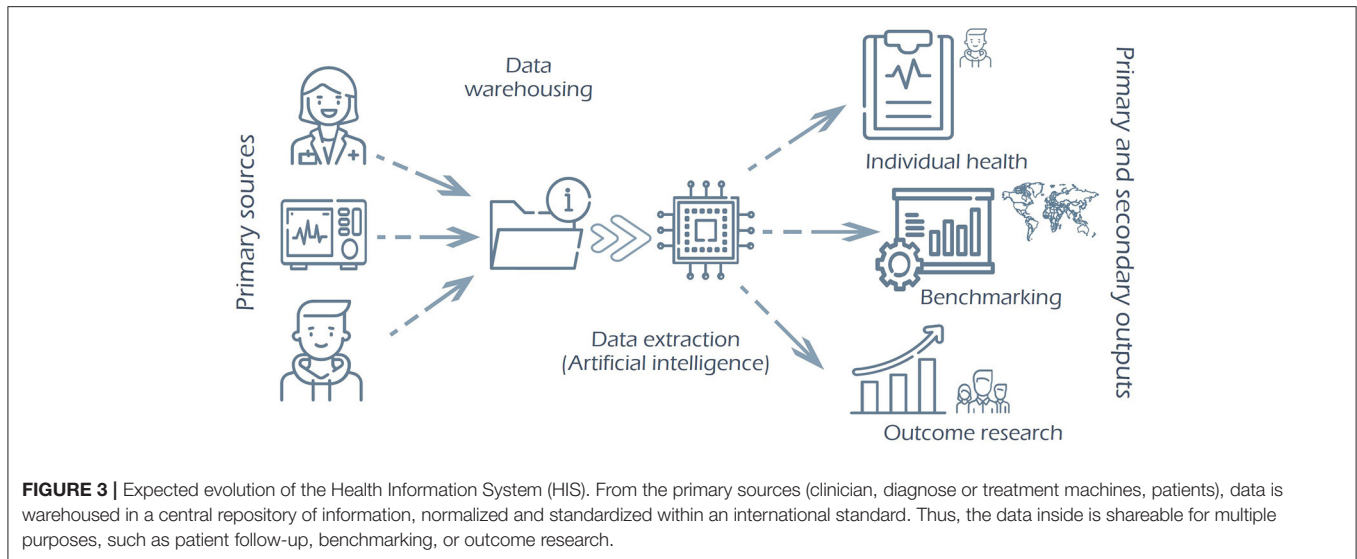 Primary sources
Data
warehousing
i
Data extraction
(Artificial intelligence)
Individual health
Benchmarking
Outcome research
Primary and secondary outputs
FIGURE 3 | Expected evolution of the Health Information System (HIS). From the primary sources (clinician, diagnose or treatment machines, patients), data is
warehoused in a central repository of information, normalized and standardized within an international standard. Thus, the data inside is shareable for multiple
purposes, such as patient follow-up, benchmarking, or outcome research.